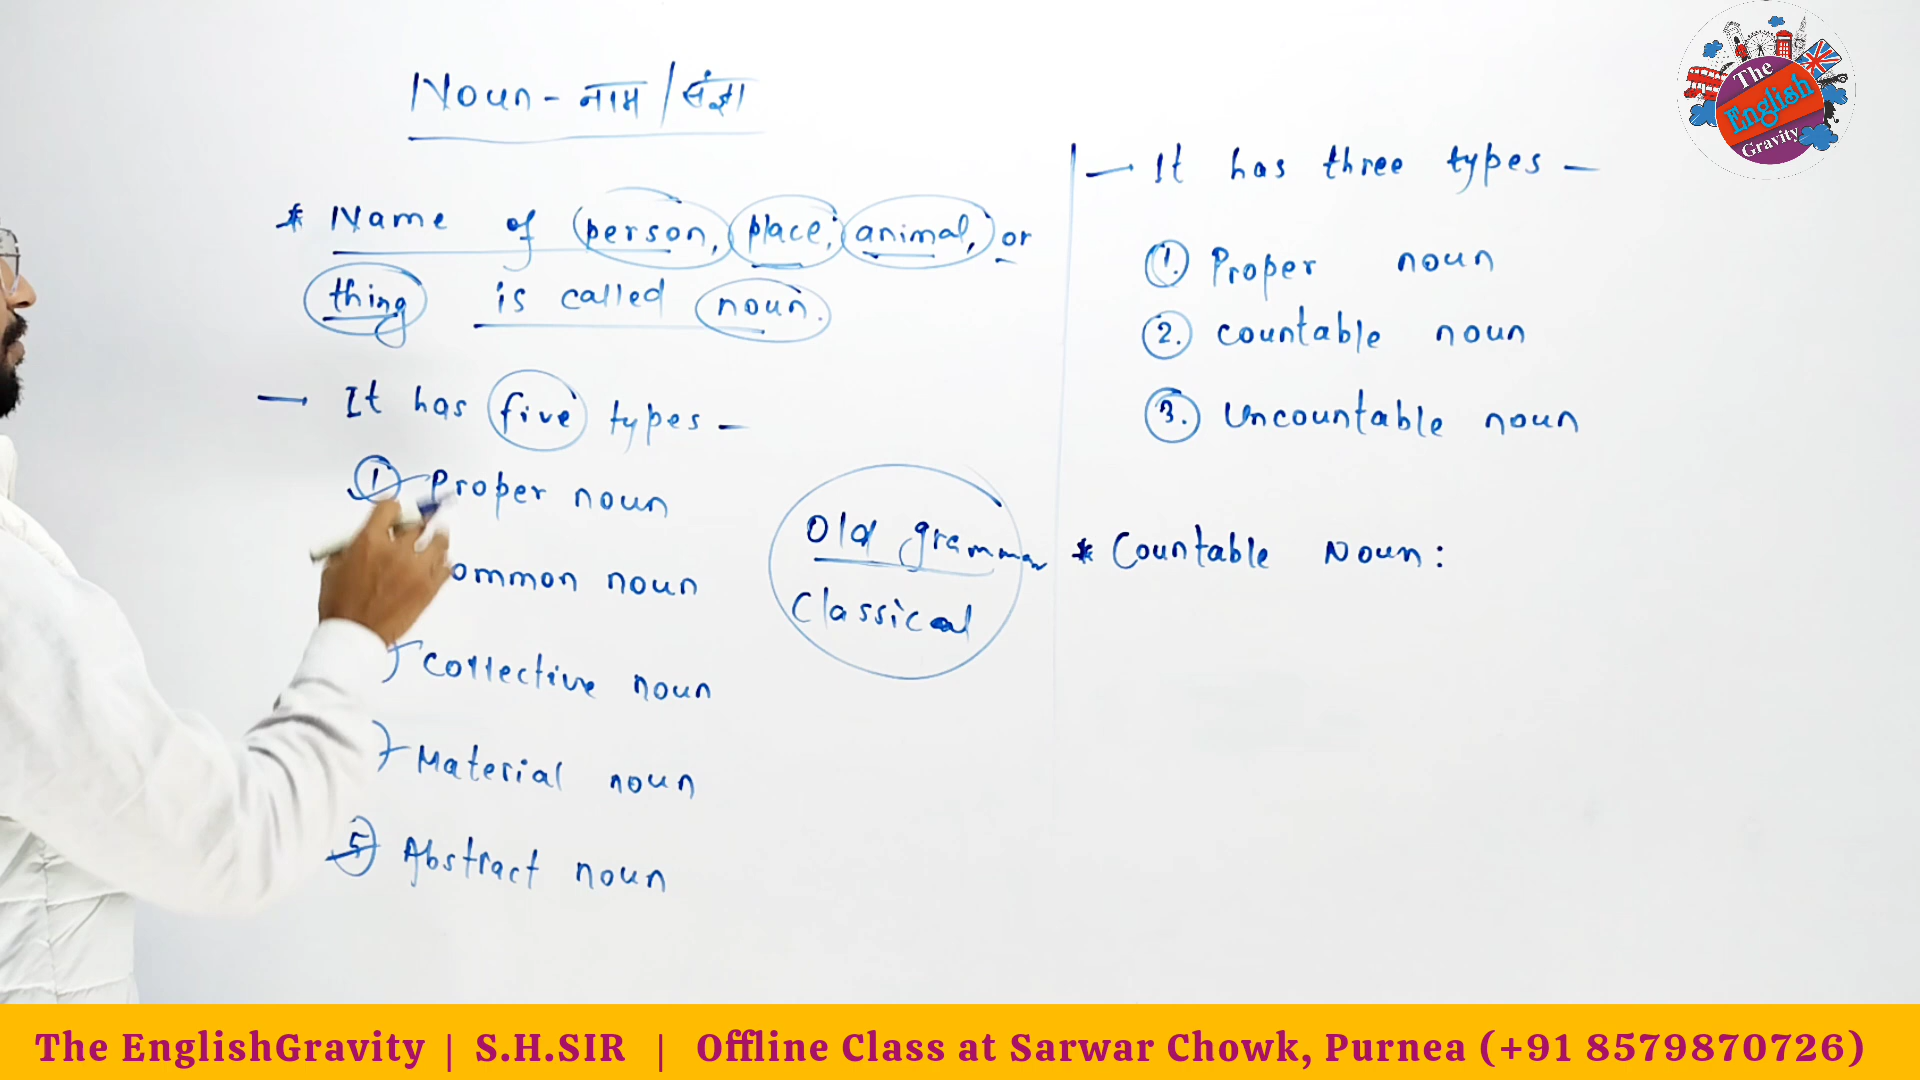 Noun - नाम / संज्ञा
* Name of person, place, animal, or
thing is called noun.
— It has five types —
① Proper noun
ommon noun
Collective noun
Material noun
⑤ Abstract noun
Old grammar
Classical
— It has three types —
①. Proper noun
②. Countable noun
③. Uncountable noun
* Countable Noun:
The
English
Gravity
The EnglishGravity | S.H.SIR | Offline Class at Sarwar Chowk, Purnea (+91 8579870726)